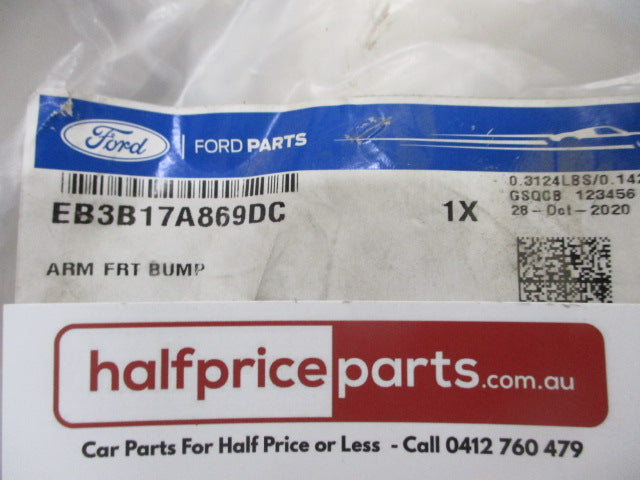 Ford
FORD PARTS
0.3124LBS/0.142
EB3B17A869DC
1X
GSQCB 123456
28-Oct-2020
ARM FRT BUMP
halfpriceparts.com.au
Car Parts For Half Price or Less - Call 0412 760 479